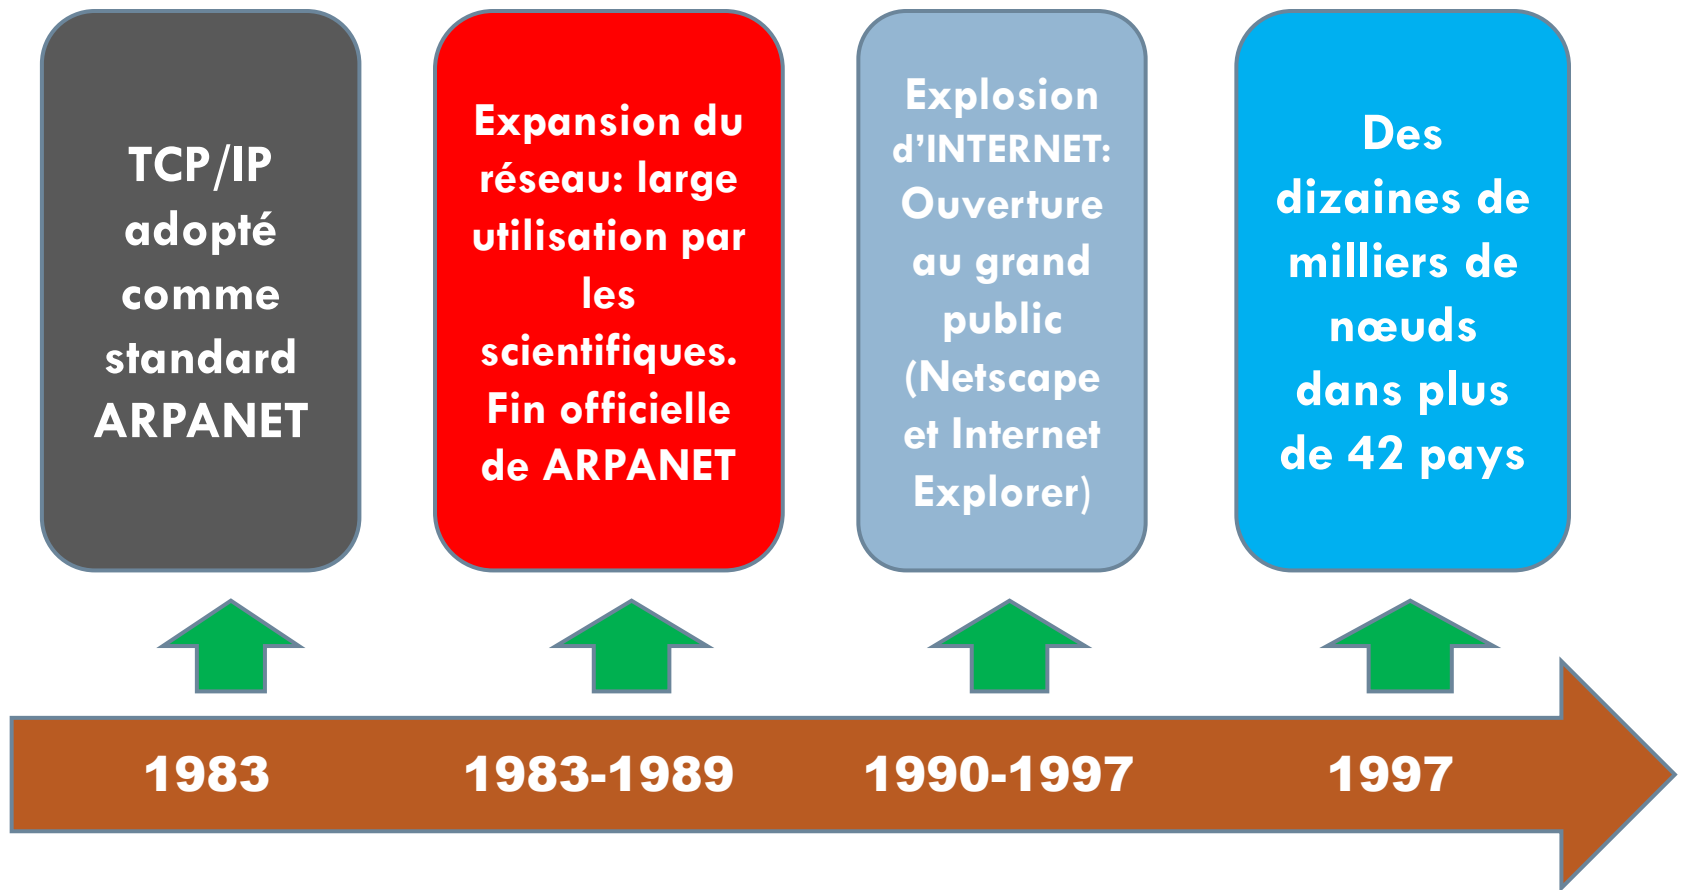 TCP/IP
adopté
comme
standard
ARPANET
Expansion du
réseau: large
utilisation par
les
scientifiques.
Fin officielle
de ARPANET
Explosion
d’INTERNET:
Ouverture
au grand
public
(Netscape
et Internet
Explorer)
Des
dizaines de
milliers de
nœuds
dans plus
de 42 pays
1983
1983-1989
1990-1997
1997